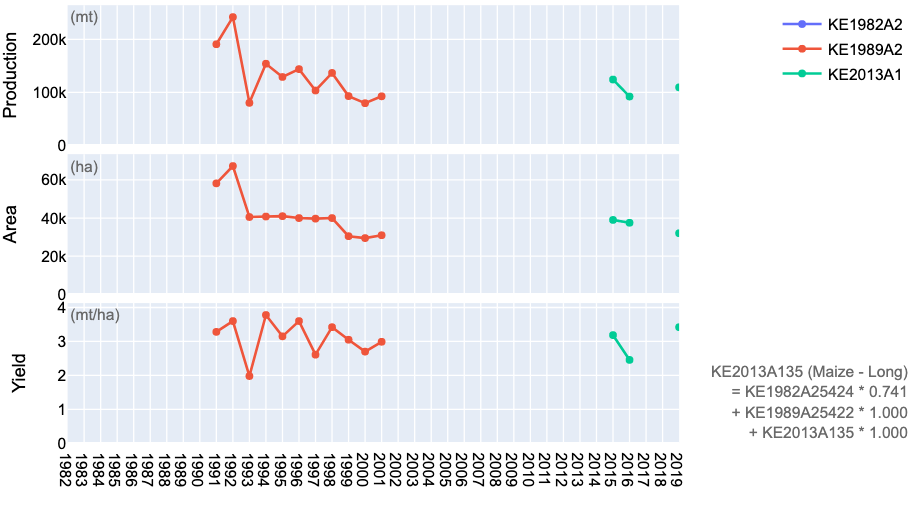 (mt)
Production
200k
100k
0
(ha)
Area
60k
40k
20k
0
(mt/ha)
Yield
4
3
2
1
0
1982
1983
1984
1985
1986
1987
1988
1989
1990
1991
1992
1993
1994
1995
1996
1997
1998
1999
2000
2001
2002
2003
2004
2005
2006
2007
2008
2009
2010
2011
2012
2013
2014
2015
2016
2017
2018
2019
KE1982A2
KE1989A2
KE2013A1
KE2013A135 (Maize - Long)
= KE1982A25424 * 0.741
+ KE1989A25422 * 1.000
+ KE2013A135 * 1.000